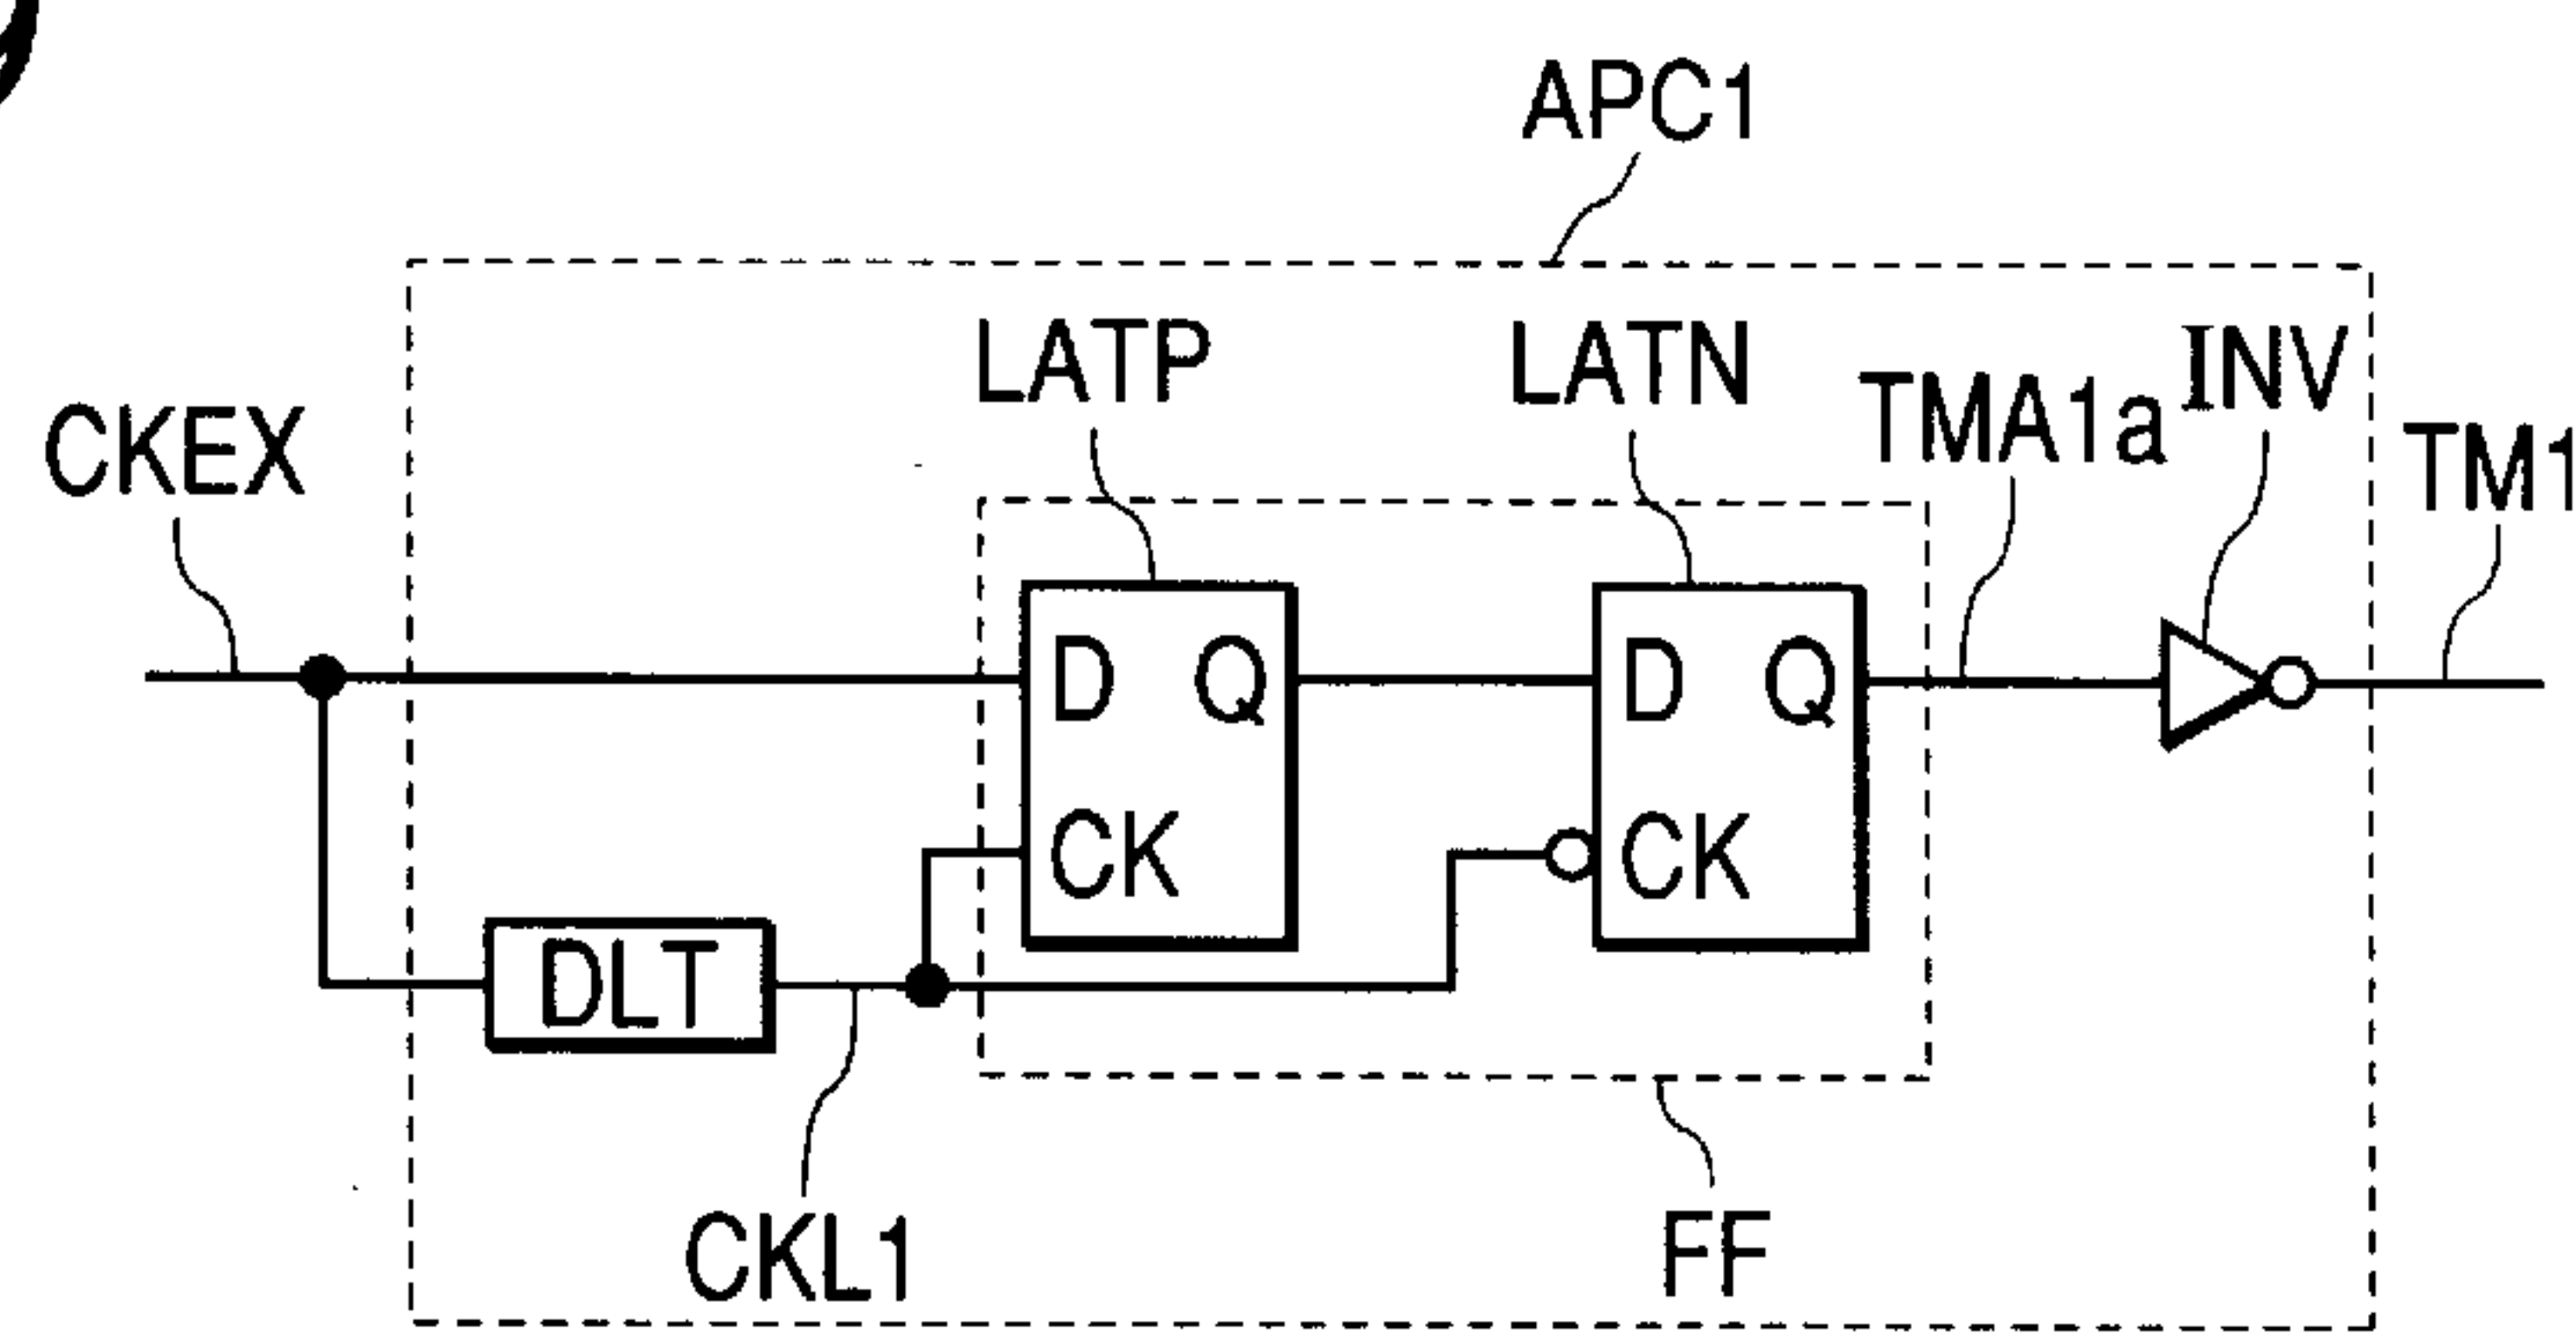 APC1
LATP
LATN
INV
TMA1a
CKEX
TM1
D Q
D Q
CK
CK
DLT
CKL1
FF